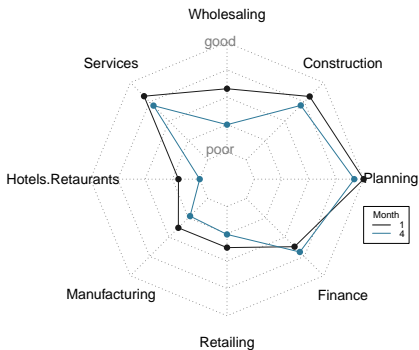 Wholesaling
good
Services
Construction
poor
Hotels.Retaurants
Planning
Month
1
4
Manufacturing
Finance
Retailing